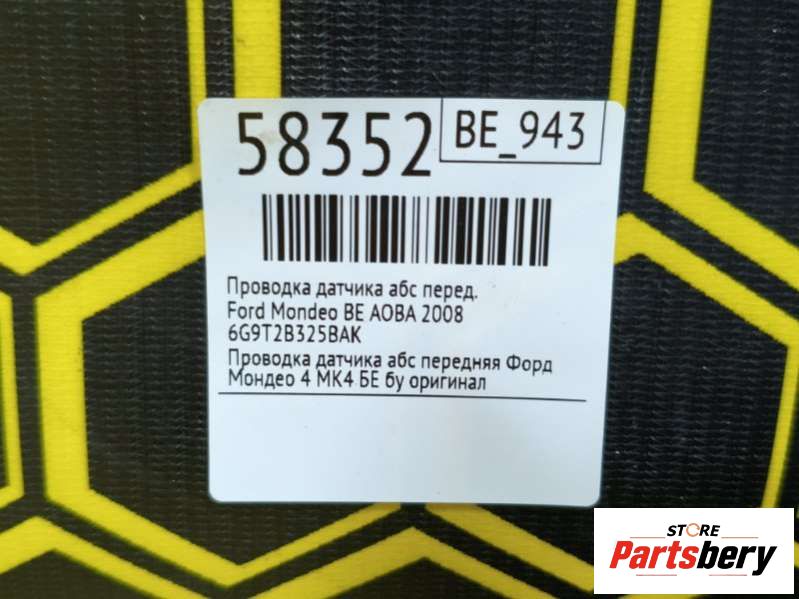 58352
BE_943
Проводка датчика абс перед.
Ford Mondeo BE AOBA 2008
6G9T2B325BAK
Проводка датчика абс передняя Форд
Мондео 4 МК4 БЕ бу оригинал
STORE
Partsbery